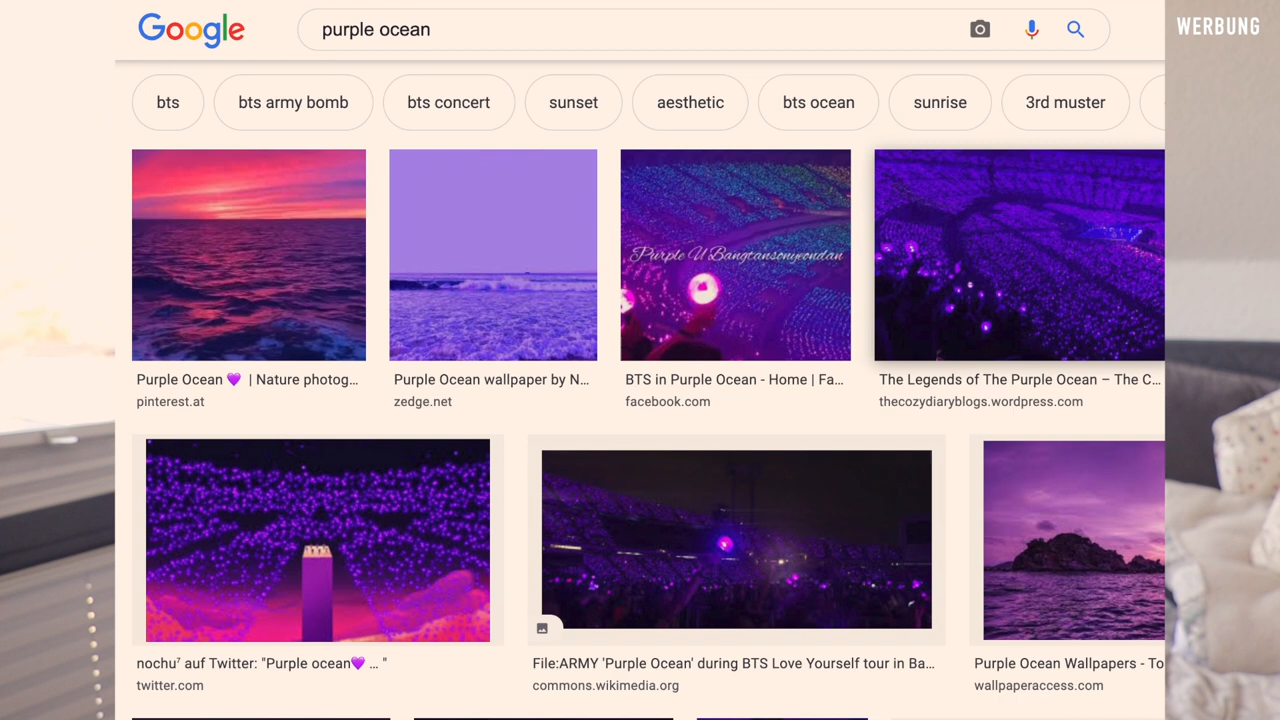 Google
purple ocean
WERBUNG
bts
bts army bomb
bts concert
sunset
aesthetic
bts ocean
sunrise
3rd muster
Purple U Bangtansonyeondan
Purple Ocean 💜 | Nature photog...
pinterest.at
Purple Ocean wallpaper by N...
zedge.net
BTS in Purple Ocean - Home | Fa...
facebook.com
The Legends of The Purple Ocean – The C...
thecozydiaryblogs.wordpress.com
nochu⁷ auf Twitter: "Purple ocean💜 ... "
twitter.com
File:ARMY 'Purple Ocean' during BTS Love Yourself tour in Ba...
commons.wikimedia.org
Purple Ocean Wallpapers - To
wallpaperaccess.com